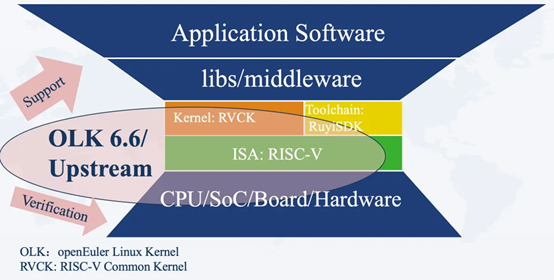 Application Software
libs/middleware
Support
Kernel: RVCK
Toolchain:
RuyiSDK
OLK 6.6/
Upstream
ISA: RISC-V
Verification
CPU/SoC/Board/Hardware
OLK： openEuler Linux Kernel
RVCK: RISC-V Common Kernel